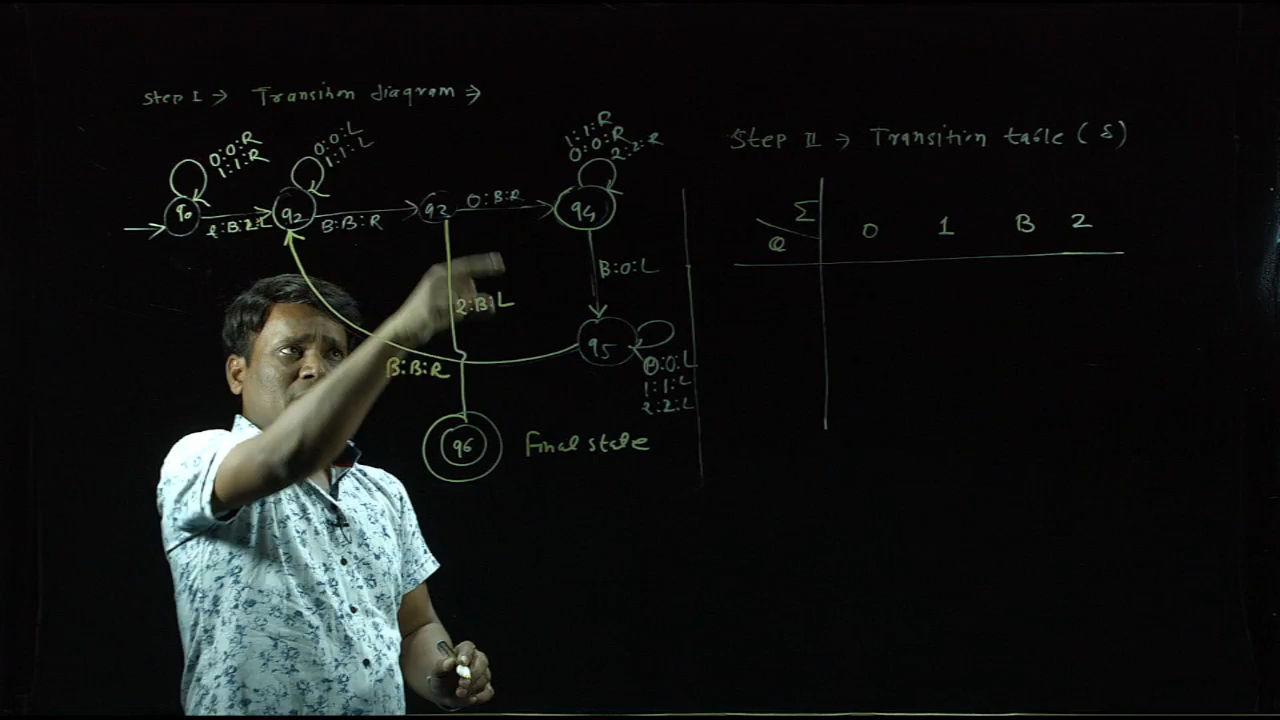 Step I → Transition diagram →
0:0:R
1:1:R
0:0:L
1:1:L
1:1:R
0:0:R
2:2:R
q0
q2
B:B:R
q3
0:B:R
q4
B:0:L
2:B:L
q5
B:B:R
0:0:L
1:1:L
2:2:L
q6
Final state
Step II → Transition table (δ)
Σ
Q
0 1 B 2